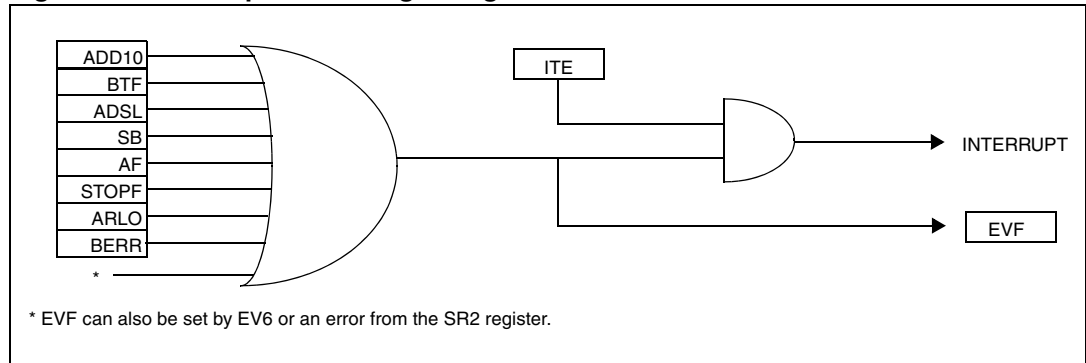 ADD10
BTF
ADSL
SB
AF
STOPF
ARLO
BERR
*
ITE
INTERRUPT
EVF
* EVF can also be set by EV6 or an error from the SR2 register.